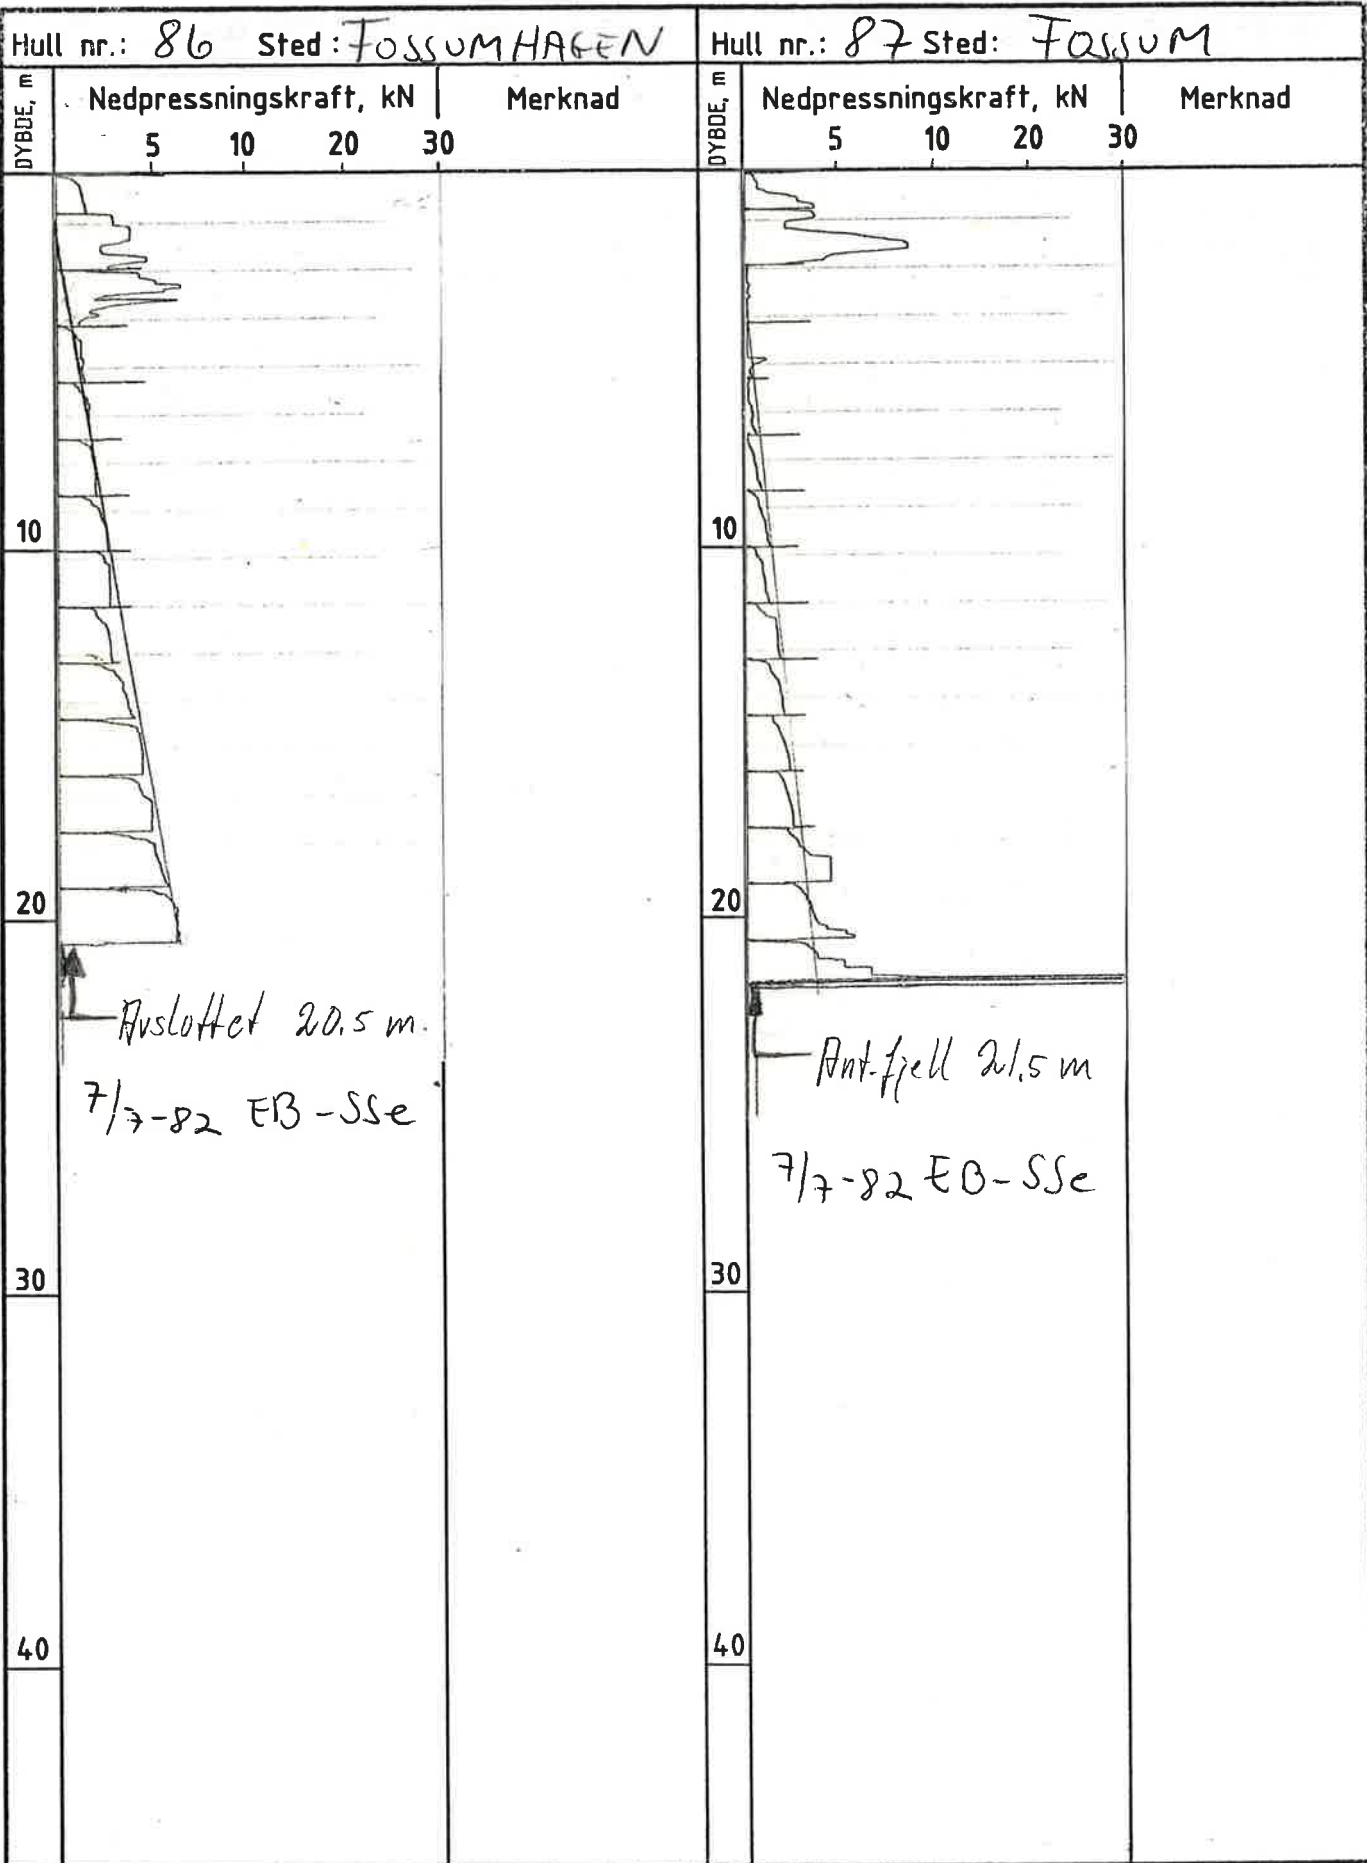 Hull nr.: 86 Sted: FOSSUMHAGEN
DYBDE, m
Nedpressningskraft, kN
Merknad
5 10 20 30
10
20
30
40
Avsluttet 20.5 m.
7/7-82 EB-SSe
Hull nr.: 87 Sted: FOSSUM
DYBDE, m
Nedpressningskraft, kN
Merknad
5 10 20 30
10
20
30
40
Ant. fjell 21.5 m
7/7-82 EB-SSe